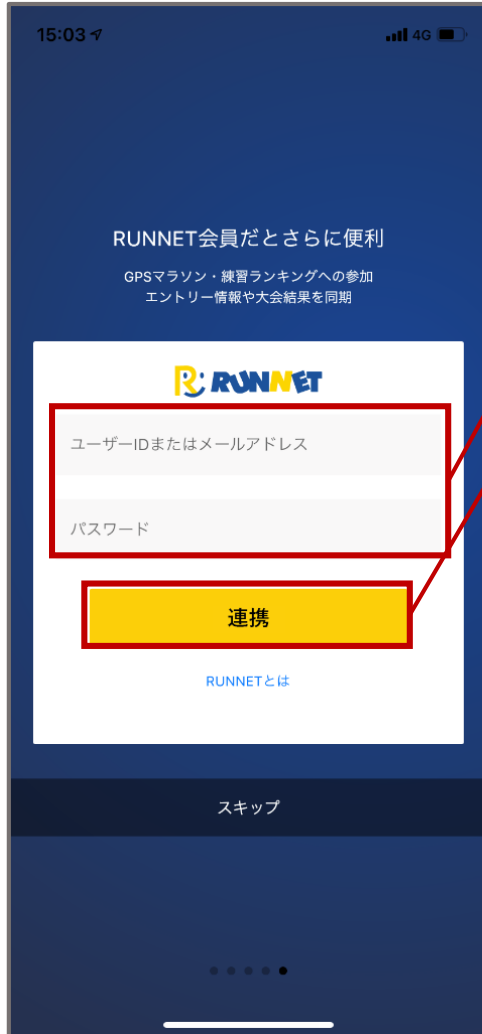 15:03
4G
RUNNET会員だとさらに便利
GPSマラソン・練習ランキングへの参加
エントリー情報や大会結果を同期
RUNNET
ユーザーIDまたはメールアドレス
パスワード
連携
RUNNETとは
スキップ